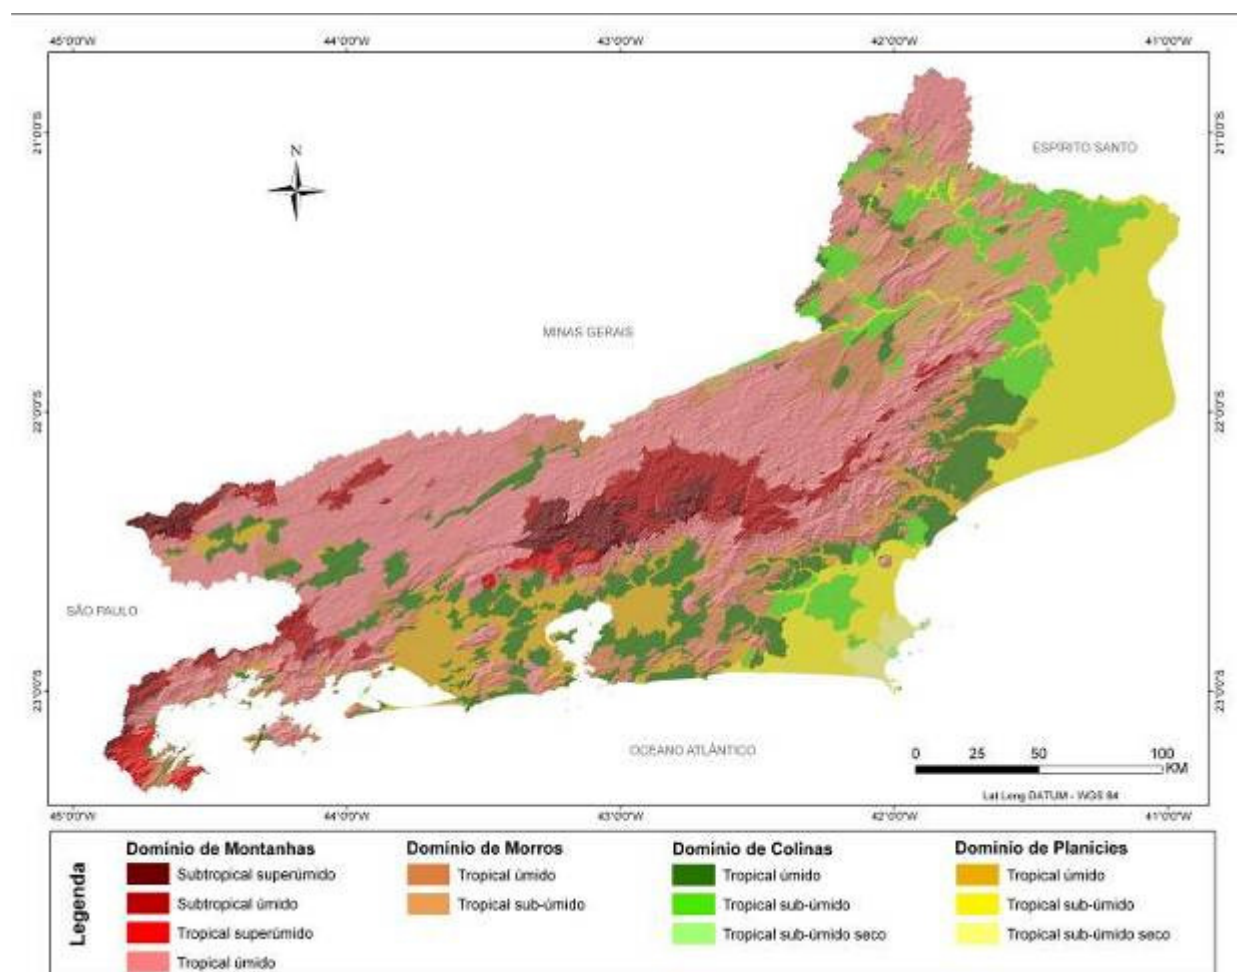 45°00'W 44°00'W 43°00'W 42°00'W 41°00'W
21°00'S 21°00'S
N
ESPÍRITO SANTO
MINAS GERAIS
22°00'S 22°00'S
SÃO PAULO
23°00'S 23°00'S
OCEANO ATLÂNTICO
0 25 50 100
KM
Lat Long DATUM - WGS 84
45°00'W 44°00'W 43°00'W 42°00'W 41°00'W
Legenda
Domínio de Montanhas
Subtropical superúmido
Subtropical úmido
Tropical superúmido
Tropical úmido
Domínio de Morros
Tropical úmido
Tropical sub-úmido
Domínio de Colinas
Tropical úmido
Tropical sub-úmido
Tropical sub-úmido seco
Domínio de Planicies
Tropical úmido
Tropical sub-úmido
Tropical sub-úmido seco